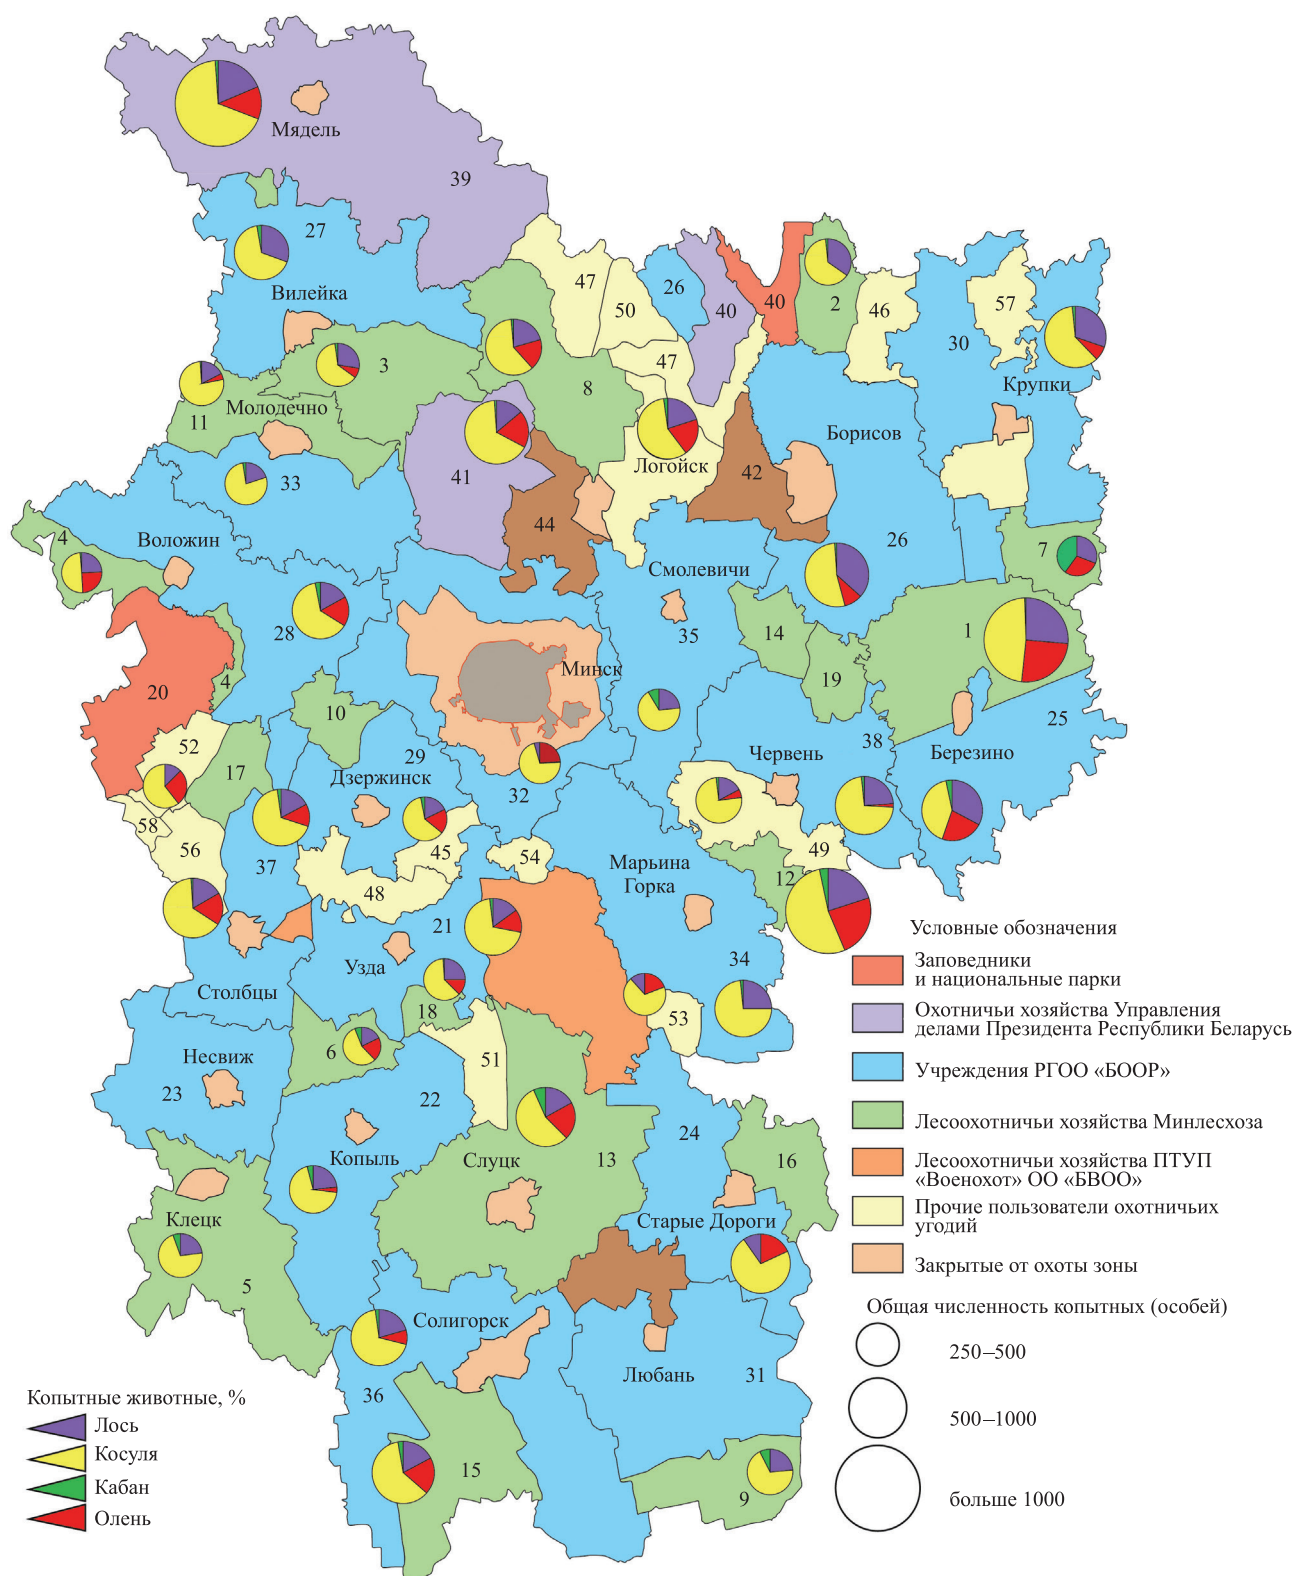 Мядель
39
27
47
50
26
40
40
2
46
57
30
Вилейка
Крупки
3
47
8
11
Молодечно
Борисов
Логойск
42
41
33
44
4
Воложин
26
7
Смолевичи
28
35
14
1
Минск
20
4
19
10
25
52
17
29
38
Червень
Березино
Дзержинск
32
58
56
45
54
49
Марьина
Горка
37
48
12
21
34
Узда
Столбцы
18
53
6
51
Несвиж
23
22
24
Копыль
Слуцк
13
16
Клецк
Старые Дороги
5
Солигорск
Любань
31
36
15
9
Условные обозначения
Заповедники
и национальные парки
Охотничьи хозяйства Управления
делами Президента Республики Беларусь
Учреждения РГОО «БООР»
Лесоохотничьи хозяйства Минлесхоза
Лесоохотничьи хозяйства ПТУП
«Военохот» ОО «БВОО»
Прочие пользователи охотничьих
угодий
Закрытые от охоты зоны
Общая численность копытных (особей)
250–500
500–1000
больше 1000
Копытные животные, %
Лось
Косуля
Кабан
Олень